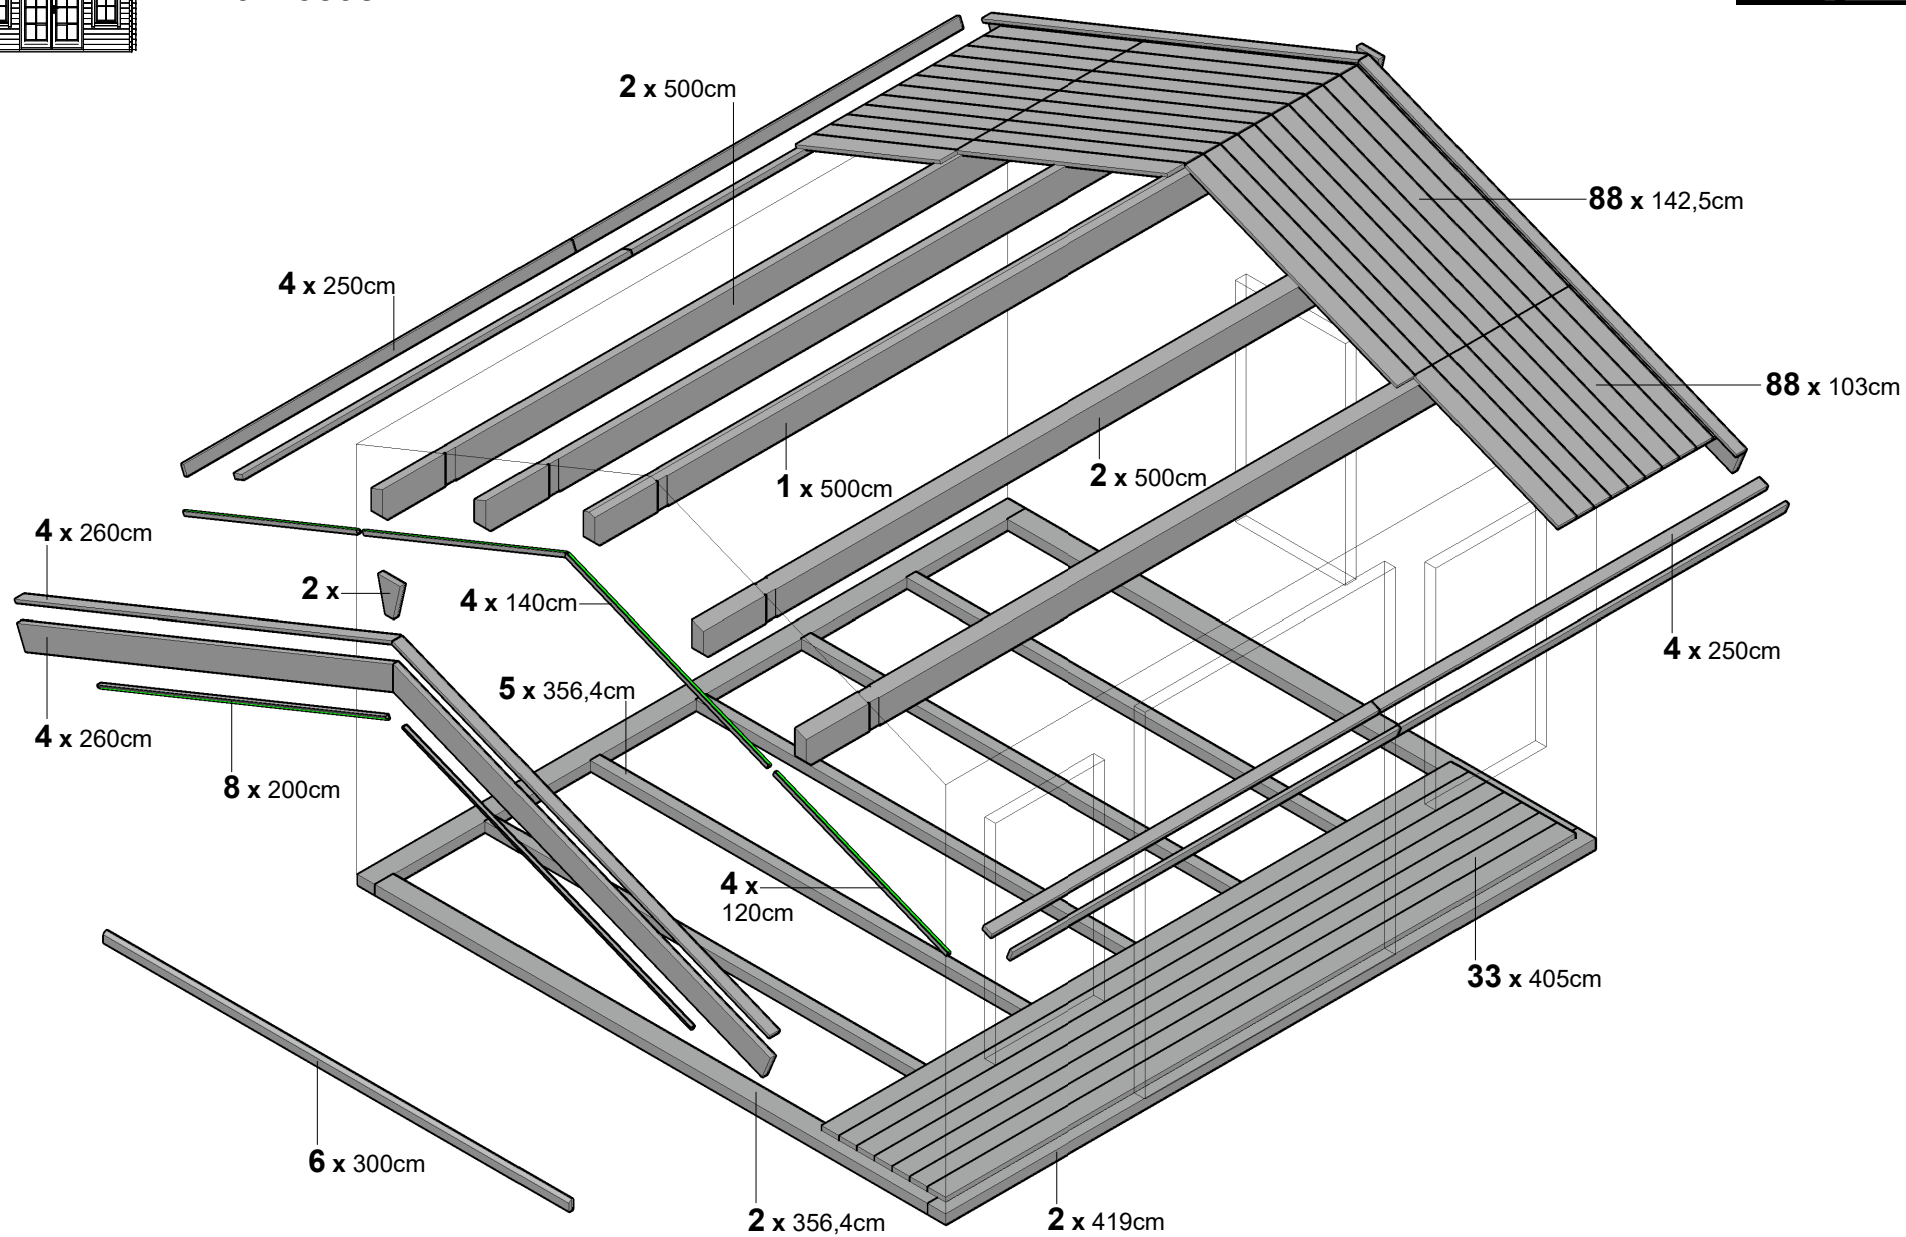 2 x 500cm
88 x 142,5cm
4 x 250cm
88 x 103cm
1 x 500cm
2 x 500cm
4 x 260cm
2 x
4 x 140cm
4 x 250cm
5 x 356,4cm
4 x 260cm
8 x 200cm
4 x
120cm
33 x 405cm
6 x 300cm
2 x 356,4cm
2 x 419cm